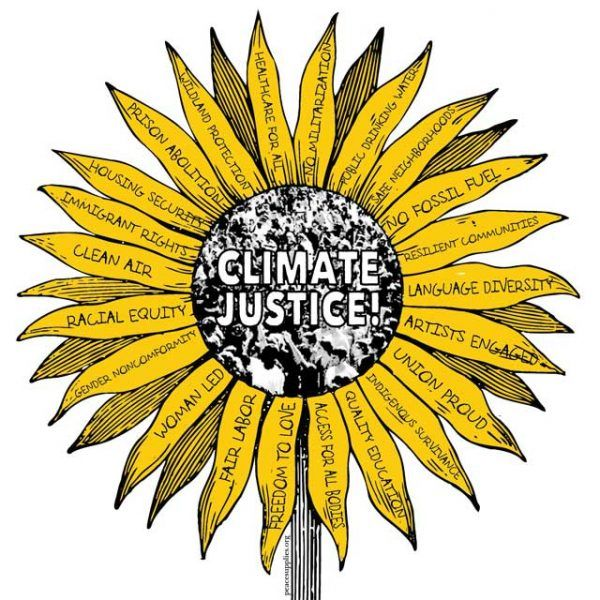 CLIMATE
JUSTICE!
HEALTHCARE FOR ALL
NO MILITARIZATION
PUBLIC DRINKING WATER
SAFE NEIGHBORHOODS
NO FOSSIL FUEL
RESILIENT COMMUNITIES
LANGUAGE DIVERSITY
ARTISTS ENGAGED
UNION PROUD
INDIGENOUS SURVIVANCE
QUALITY EDUCATION
ACCESS FOR ALL BODIES
FREEDOM TO LOVE
FAIR LABOR
WOMAN LED
GENDER NONCOMFORMITY
RACIAL EQUITY
CLEAN AIR
IMMIGRANT RIGHTS
HOUSING SECURITY
PRISON ABOLITION
WILDLAND PROTECTION
peacesupplies.org